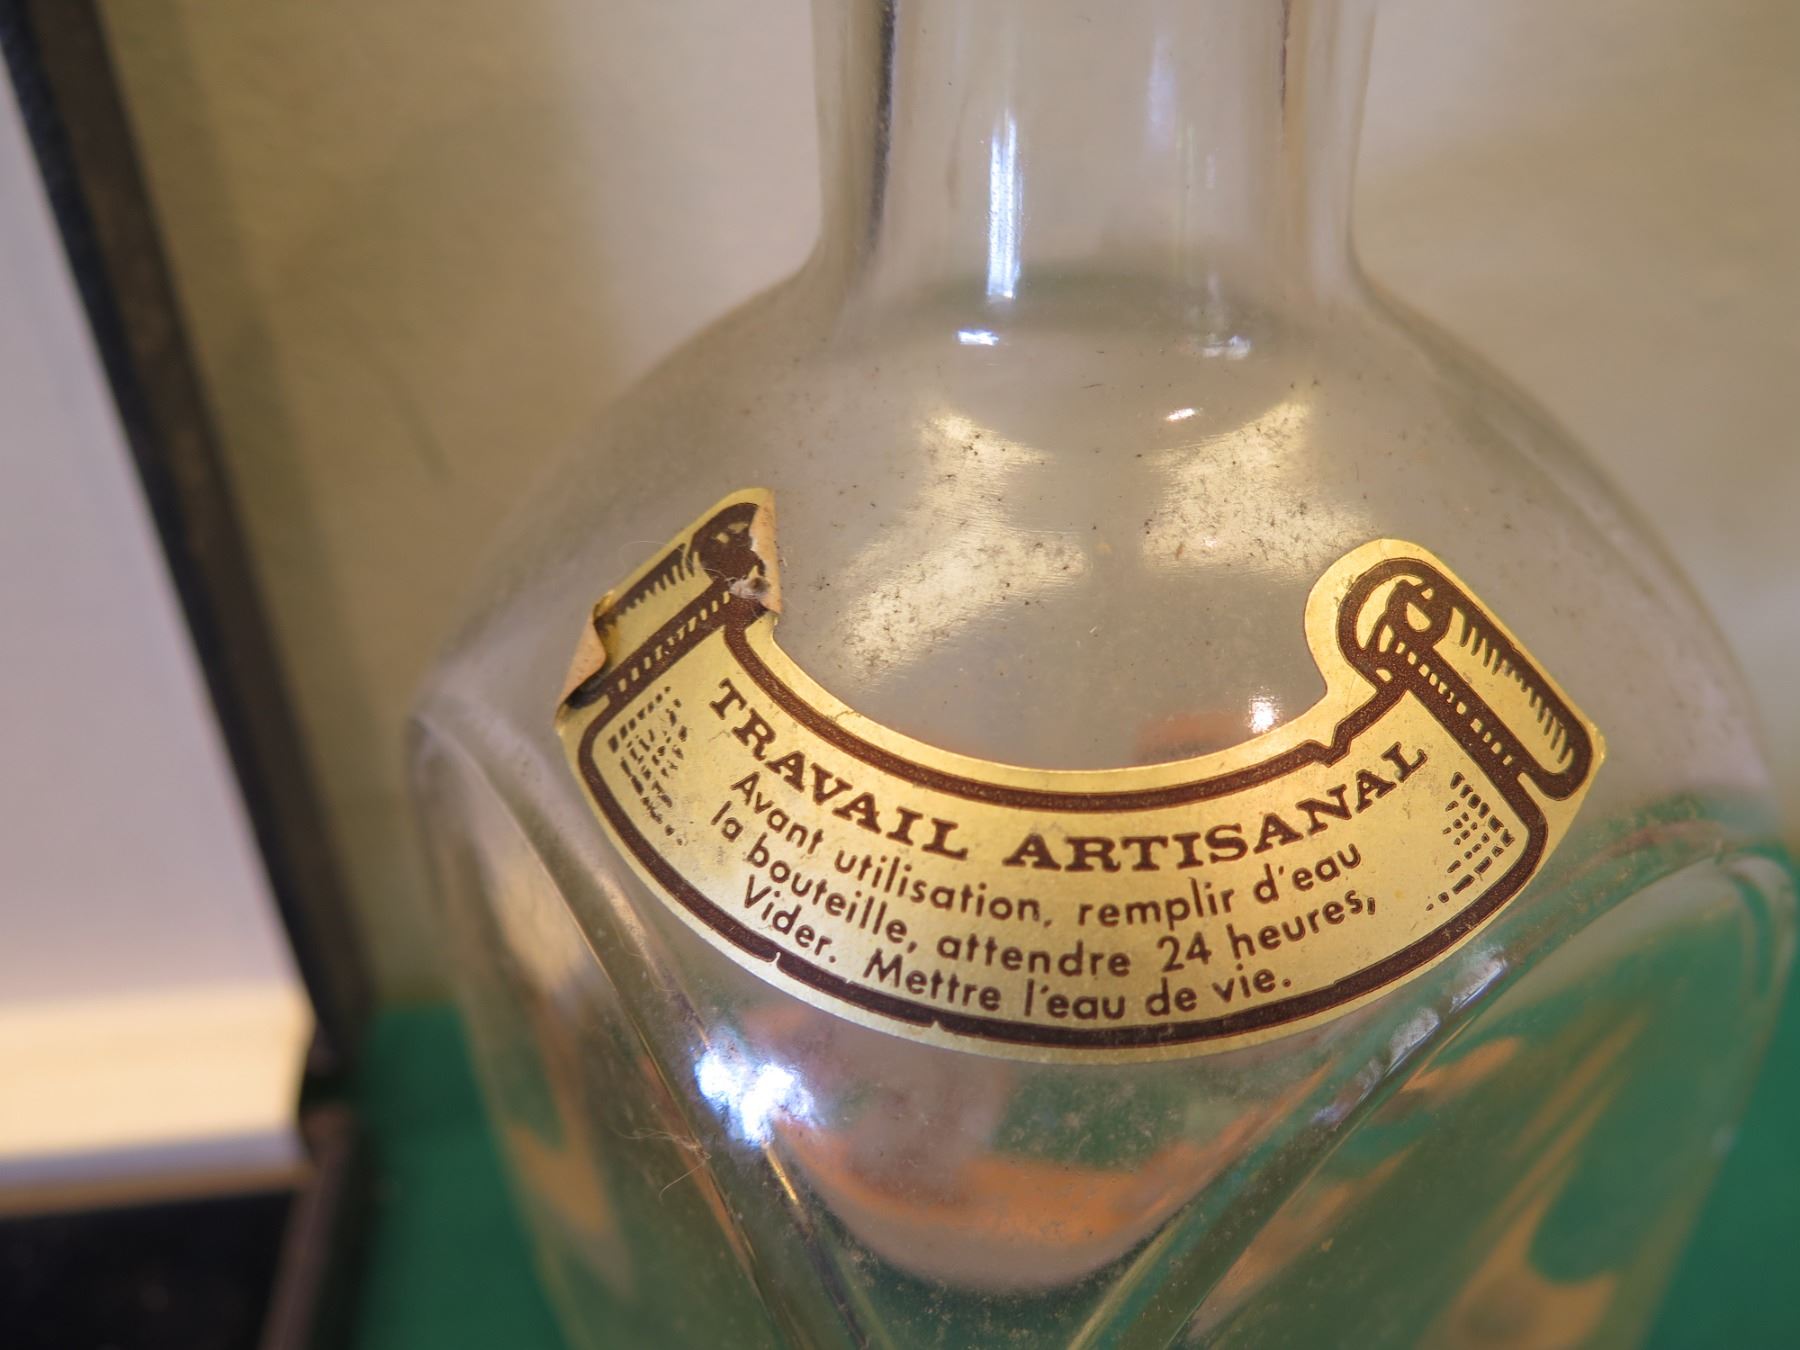 TRAVAIL ARTISANAL
Avant utilisation, remplir d'eau
la bouteille, attendre 24 heures,
Vider. Mettre l'eau de vie.